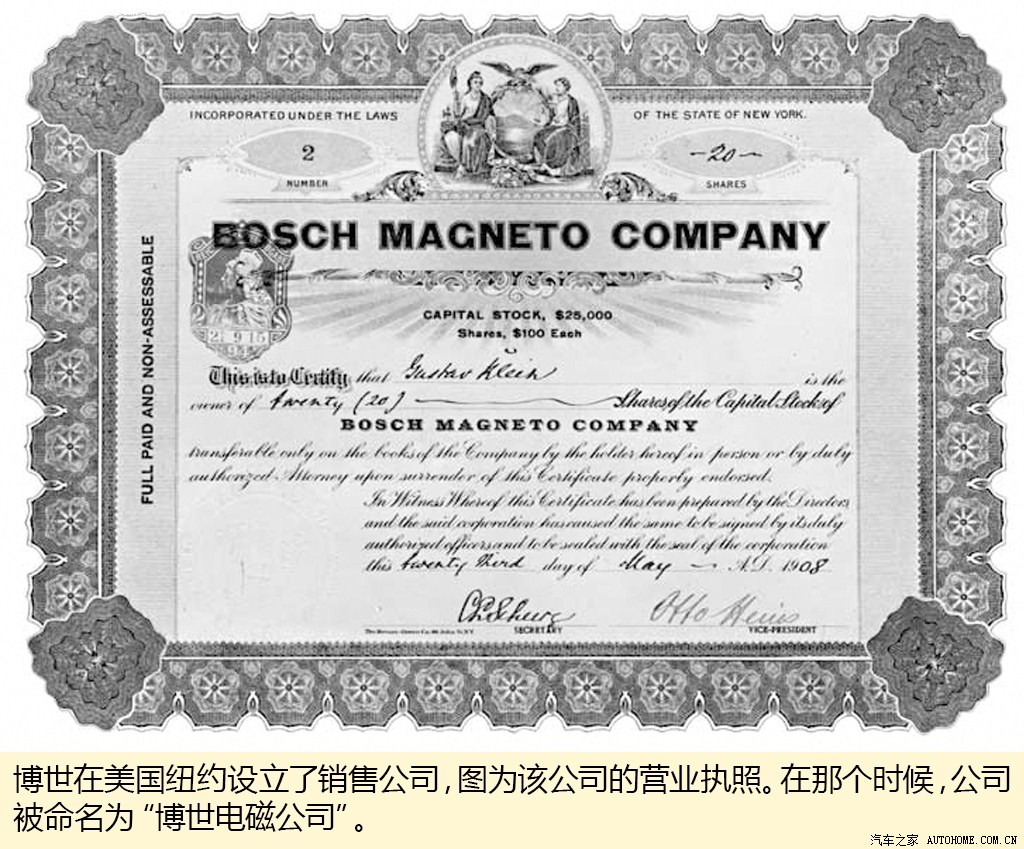 INCORPORATED UNDER THE LAWS
OF THE STATE OF NEW YORK.
2
NUMBER
20
SHARES
BOSCH MAGNETO COMPANY
FULL PAID AND NON-ASSESSABLE
CAPITAL STOCK, $25,000
Shares, $100 Each
This is to Certify that Gustav Klein is the
owner of twenty (20) Shares of the Capital Stock of
BOSCH MAGNETO COMPANY
transferable only on the books of the Company by the holder hereof in person or by duly
authorized Attorney upon surrender of this Certificate properly endorsed.
In Witness Whereof this Certificate has been prepared by the Directors,
and the said corporation has caused the same to be signed by its duly
authorized officers and to be sealed with the seal of the corporation
this twenty third day of May A.D. 1908
Otto Heins
SECRETARY
VICE-PRESIDENT
博世在美国纽约设立了销售公司，图为该公司的营业执照。在那个时候，公司
被命名为“博世电磁公司”。
汽车之家 AUTOHOME.COM.CN